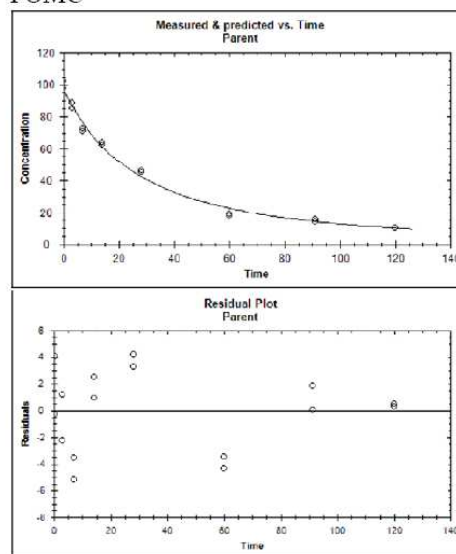 FOMC
Measured & predicted vs. Time
Parent
Concentration
120
100
80
60
40
20
0
0 20 40 60 80 100 120 140
Time
Residual Plot
Parent
Residuals
6
4
2
0
-2
-4
-6
-8
0 20 40 60 80 100 120 140
Time